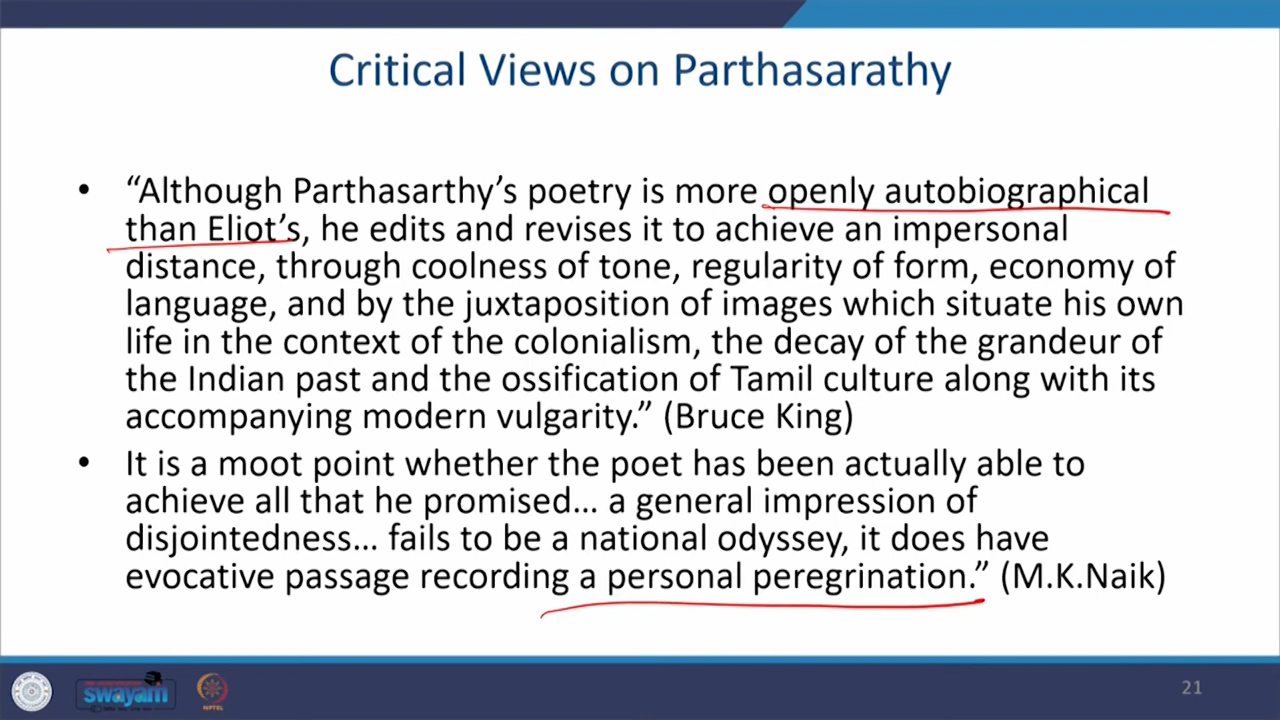 Critical Views on Parthasarathy
• “Although Parthasarthy’s poetry is more openly autobiographical
than Eliot’s, he edits and revises it to achieve an impersonal
distance, through coolness of tone, regularity of form, economy of
language, and by the juxtaposition of images which situate his own
life in the context of the colonialism, the decay of the grandeur of
the Indian past and the ossification of Tamil culture along with its
accompanying modern vulgarity.” (Bruce King)
• It is a moot point whether the poet has been actually able to
achieve all that he promised… a general impression of
disjointedness… fails to be a national odyssey, it does have
evocative passage recording a personal peregrination.” (M.K.Naik)
swayam
NPTEL
21